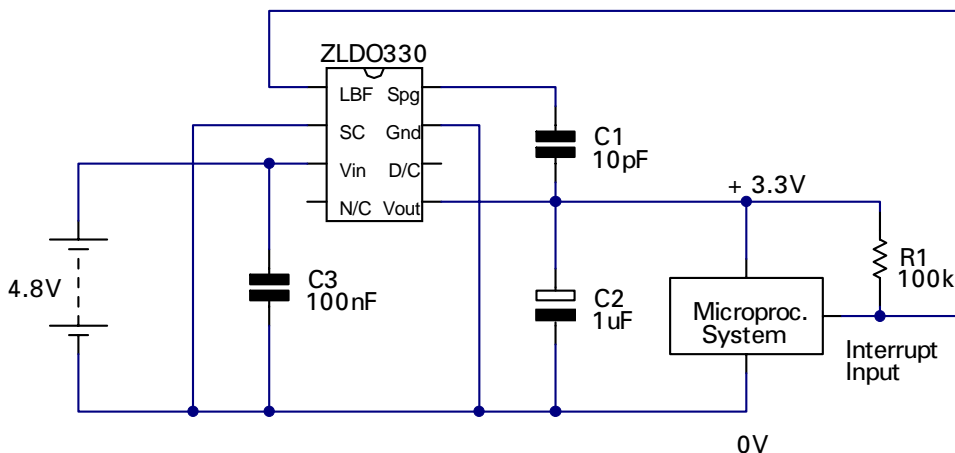 ZLDO330
LBF Spg
SC Gnd
Vin D/C
N/C Vout
C1
10pF
+ 3.3V
4.8V
C3
100nF
C2
1uF
R1
100k
Microproc.
System
Interrupt
Input
0V